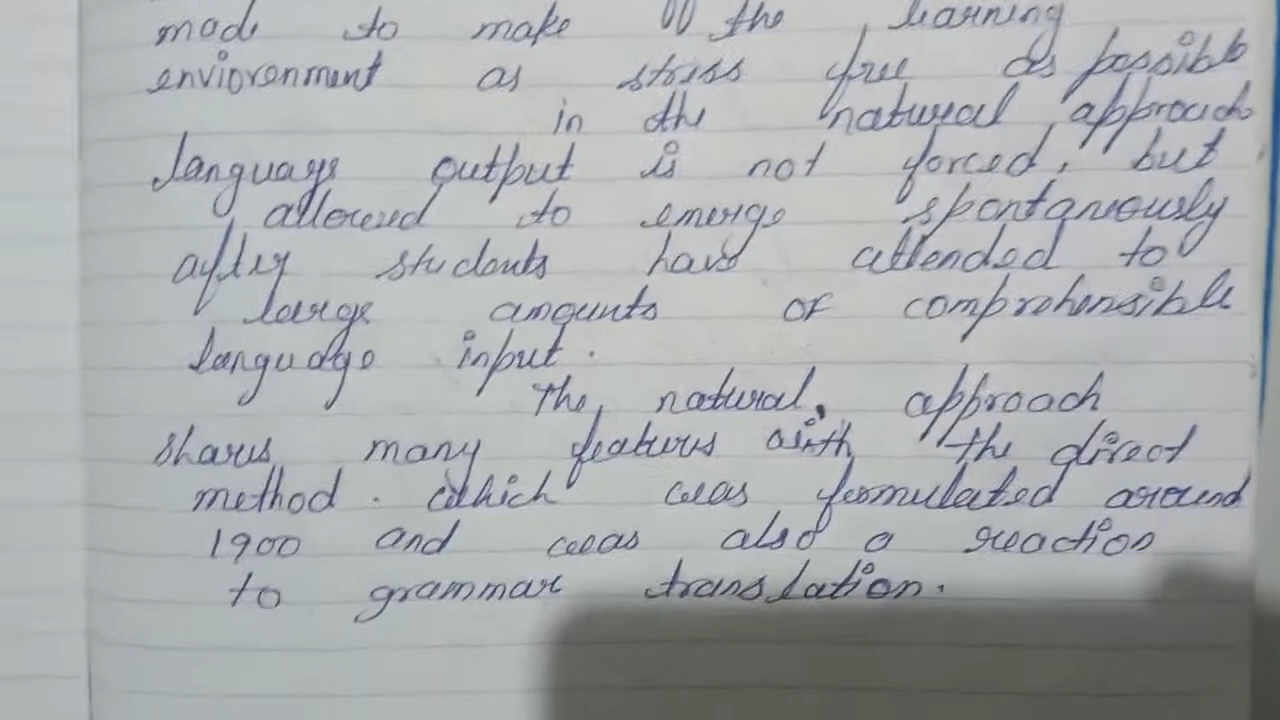 made to make the learning
enviorenment as stress free as possible
in the natural approach
language output is not forced, but
allowed to emerge spontaneously
after students have attended to
large amounts of comprehensible
language input.
The natural, approach
shares many features with the direct
method. Which was formulated around
1900 and was also a reaction
to grammar translation.